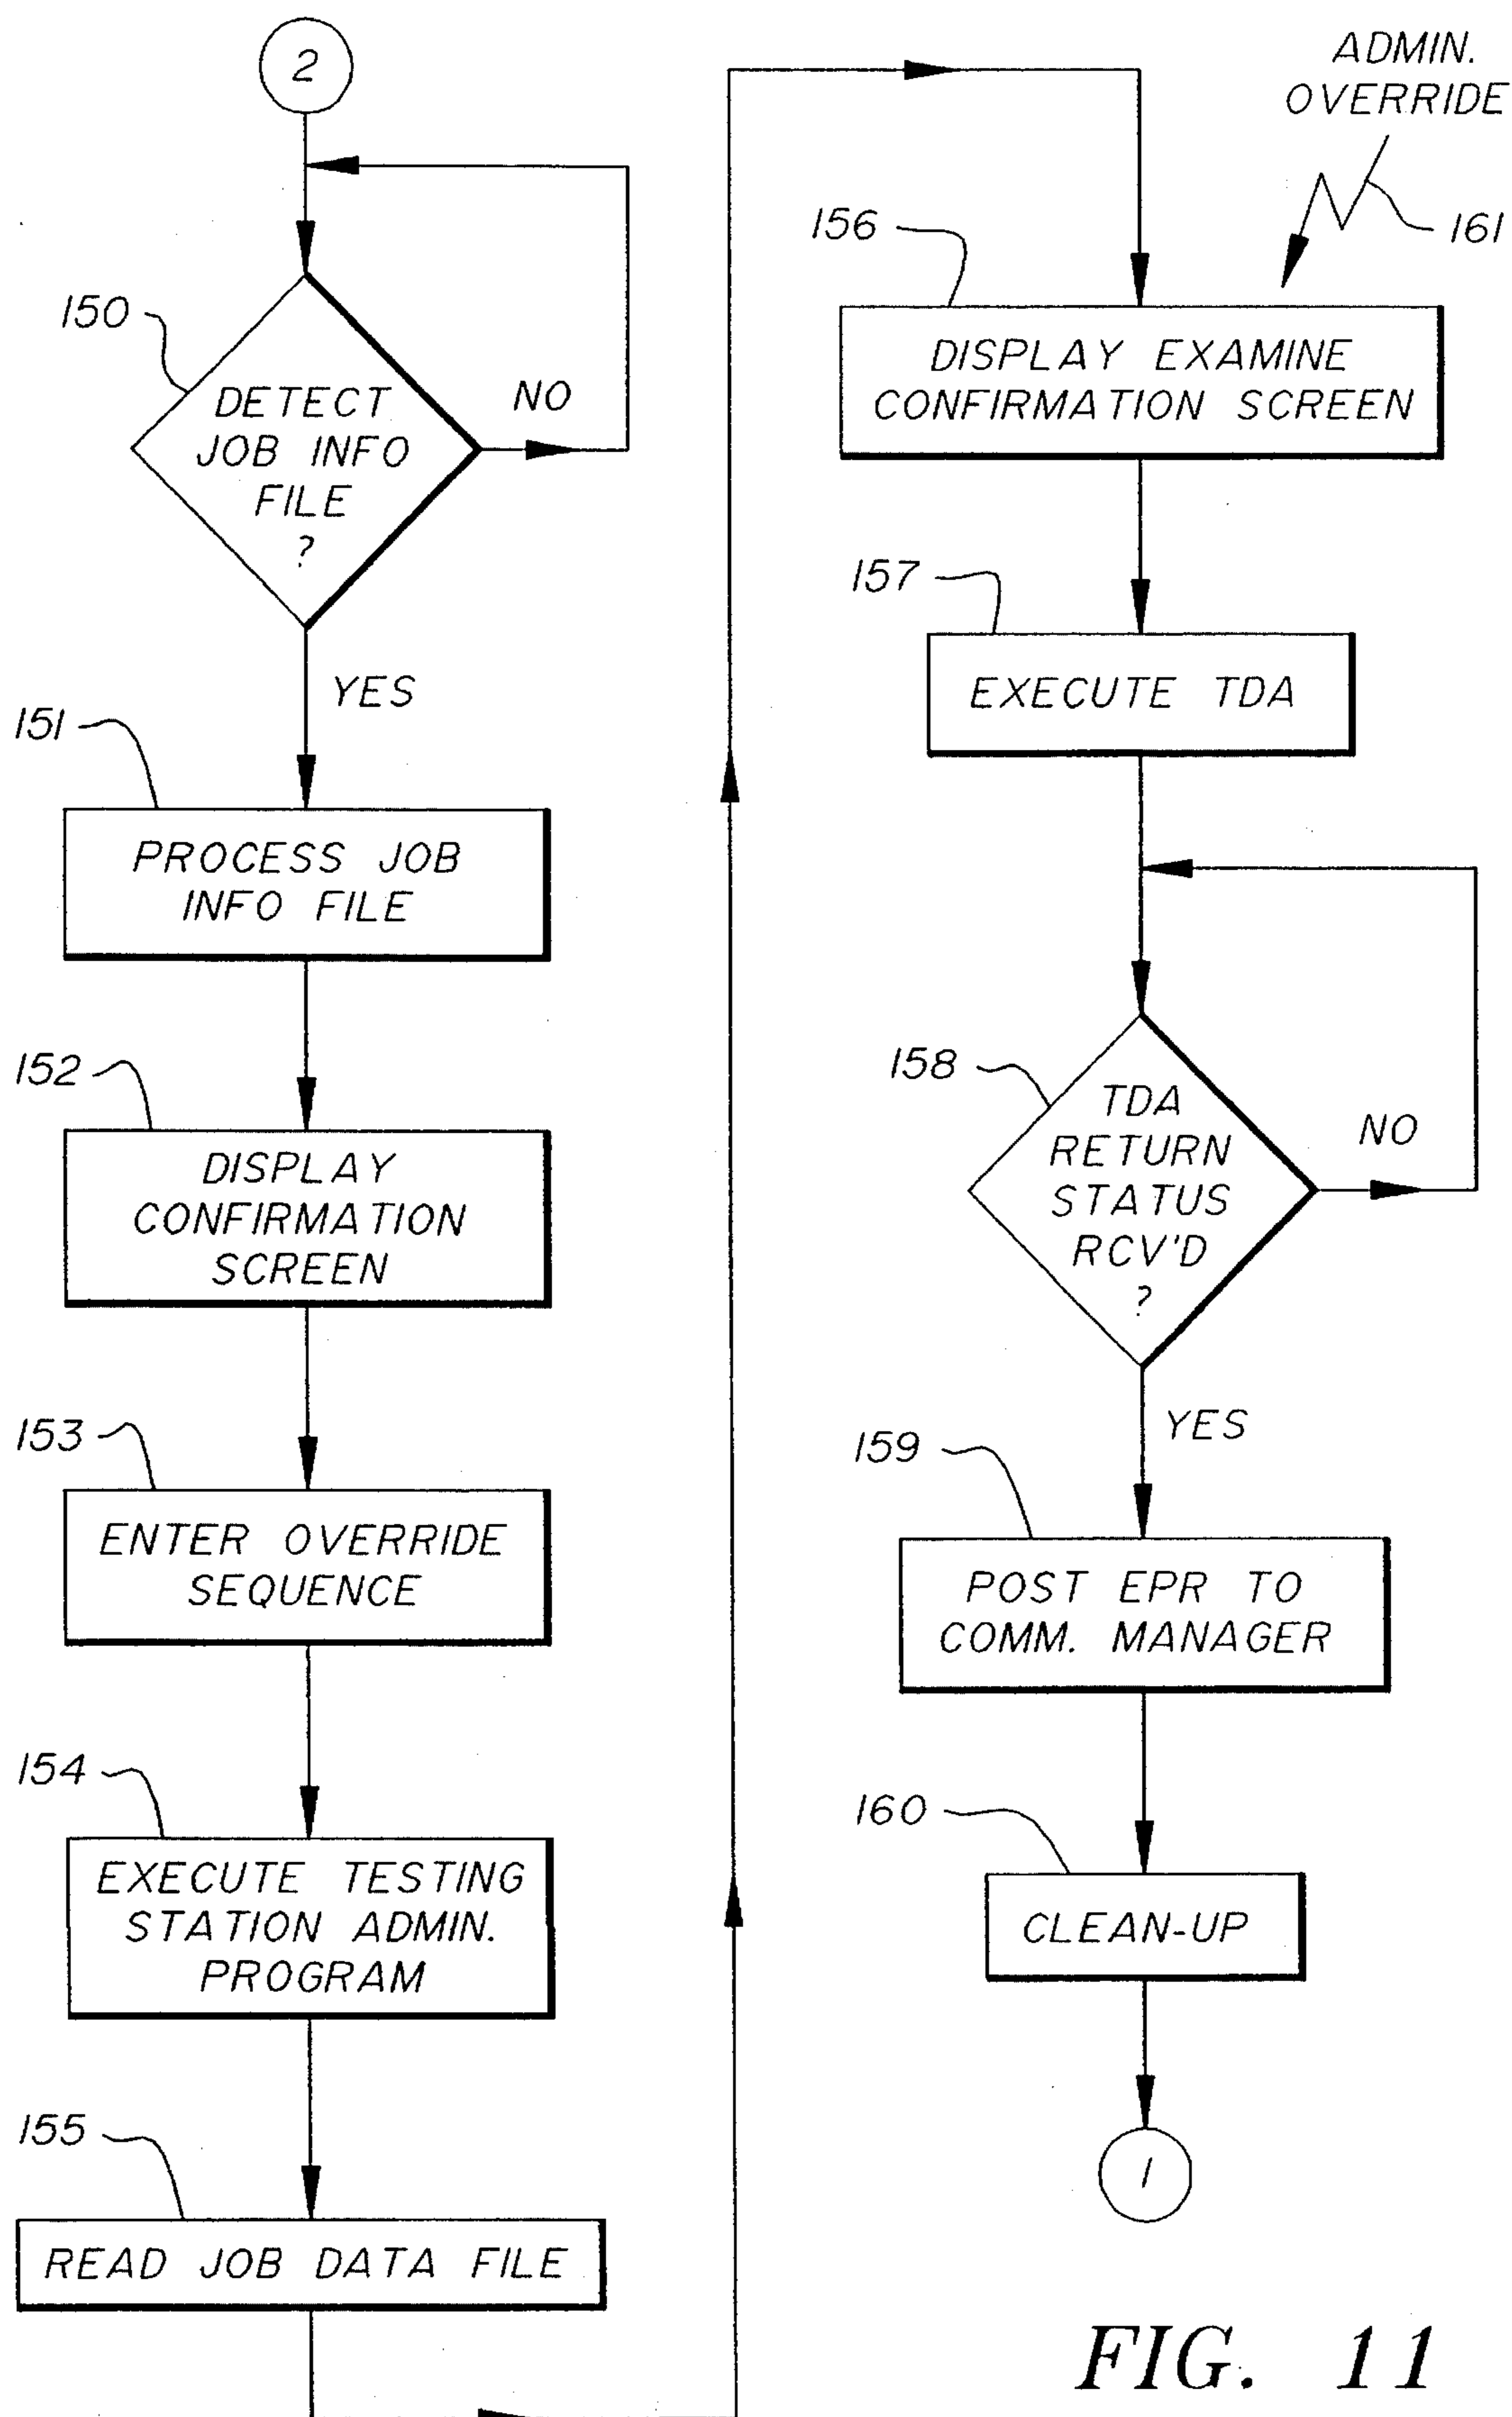 2
150
DETECT
JOB INFO
FILE
?
NO
YES
151
PROCESS JOB
INFO FILE
152
DISPLAY
CONFIRMATION
SCREEN
153
ENTER OVERRIDE
SEQUENCE
154
EXECUTE TESTING
STATION ADMIN.
PROGRAM
155
READ JOB DATA FILE
ADMIN.
OVERRIDE
161
156
DISPLAY EXAMINE
CONFIRMATION SCREEN
157
EXECUTE TDA
158
TDA
RETURN
STATUS
RCV'D
?
NO
YES
159
POST EPR TO
COMM. MANAGER
160
CLEAN-UP
1
FIG. 11